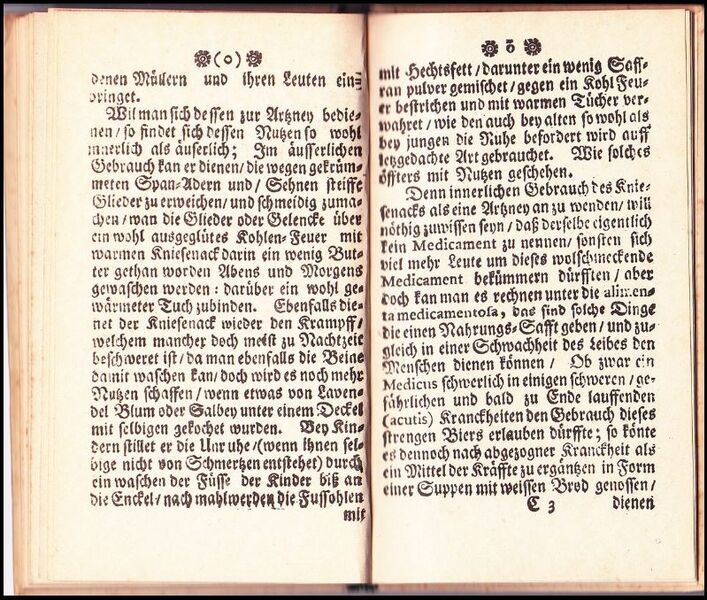 (o)
denen Müllern und ihren Leuten ein⸗
bringet.
Wil man sich dessen zur Artzney bedie⸗
nen / so findet sich dessen Nutzen so wohl
innerlich als äuserlich; Im äusserlichen
Gebrauch kan er dienen / die wegen gekrüm⸗
meten Span-Adern und / Sehnen steiffe
Glieder zu erweichen / und schmeidig zuma⸗
chen / wan die Glieder oder Gelencke über
ein wohl ausgeglütes Kohlen-Feuer mit
warmen Kniesenack darin ein wenig But⸗
ter gethan worden Abens und Morgens
gewaschen werden: darüber ein wohl ge⸗
wärmeter Tuch zubinden. Ebenfalls die⸗
net der Kniesenack wieder den Krampff /
welchem mancher doch meist zu Nachtzeit
beschweret ist / da man ebenfalls die Beine
damit waschen kan / doch wird es noch mehr
Nutzen schaffen / wenn etwas von Laven⸗
del Blum oder Salbey unter einem Deckel
mit selbigen gekochet wurden. Bey Kin⸗
dern stillet er die Unruhe / (wenn ihnen sel⸗
bige nicht von Schmertzen entstehet) durch
ein waschen der Füsse der Kinder biß an
die Enckel / nach mahl werden die Fussohlen
mit
o
mit Hechtsfett / darunter ein wenig Saff⸗
ran pulver gemischet / gegen ein Kohl Feu⸗
er bestrichen und mit warmen Tücher ver⸗
wahret / wie den auch bey alten so wohl als
bey jungen die Ruhe befordert wird auff
letzgedachte Art gebrauchet. Wie solches
öffters mit Nutzen geschehen.
Denn innerlichen Gebrauch des Knie⸗
senacks als eine Artzney an zu wenden / will
nöthig zuwissen seyn / daß derselbe eigentlich
kein Medicament zu nennen / sonsten sich
viel mehr Leute um dieses wolschmeckende
Medicament bekümmern dürfften / aber
doch kan man es rechnen unter die alimen⸗
ta medicamentosa, das sind solche Dinge
die einen Nahrungs-Safft geben / und zu⸗
gleich in einer Schwachheit des Leibes den
Menschen dienen können / Ob zwar ein
Medicus schwerlich in einigen schweren / ge⸗
fährlichen und bald zu Ende lauffenden
(acutis) Kranckheiten den Gebrauch dieses
strengen Biers erlauben dürffte; so könte
es dennoch nach abgezogner Kranckheit als
ein Mittel der Kräffte zu ergäntzen in Form
einer Suppen mit weissen Brod genossen /
C 3 dienen